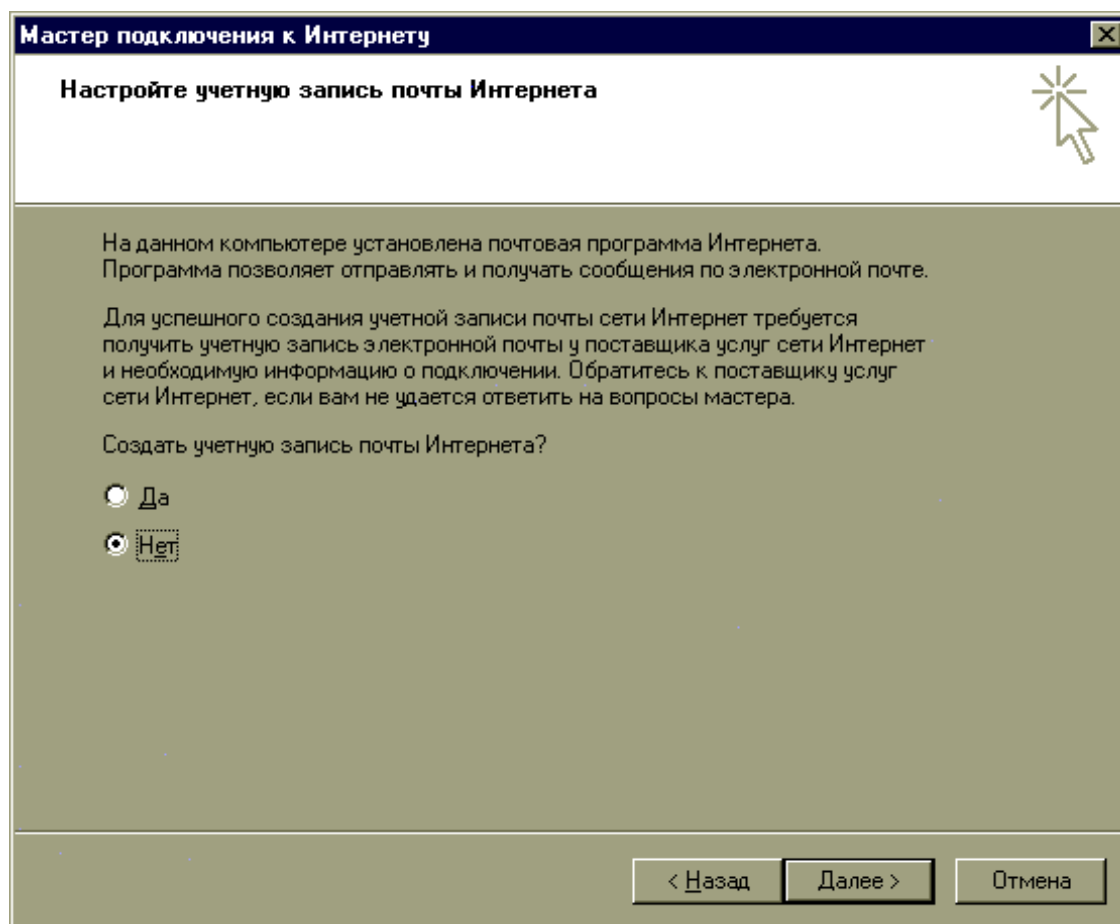 Мастер подключения к Интернету
Настройте учетную запись почты Интернета
На данном компьютере установлена почтовая программа Интернета.
Программа позволяет отправлять и получать сообщения по электронной почте.
Для успешного создания учетной записи почты сети Интернет требуется
получить учетную запись электронной почты у поставщика услуг сети Интернет
и необходимую информацию о подключении. Обратитесь к поставщику услуг
сети Интернет, если вам не удается ответить на вопросы мастера.
Создать учетную запись почты Интернета?
Да
Нет
< Назад Далее > Отмена